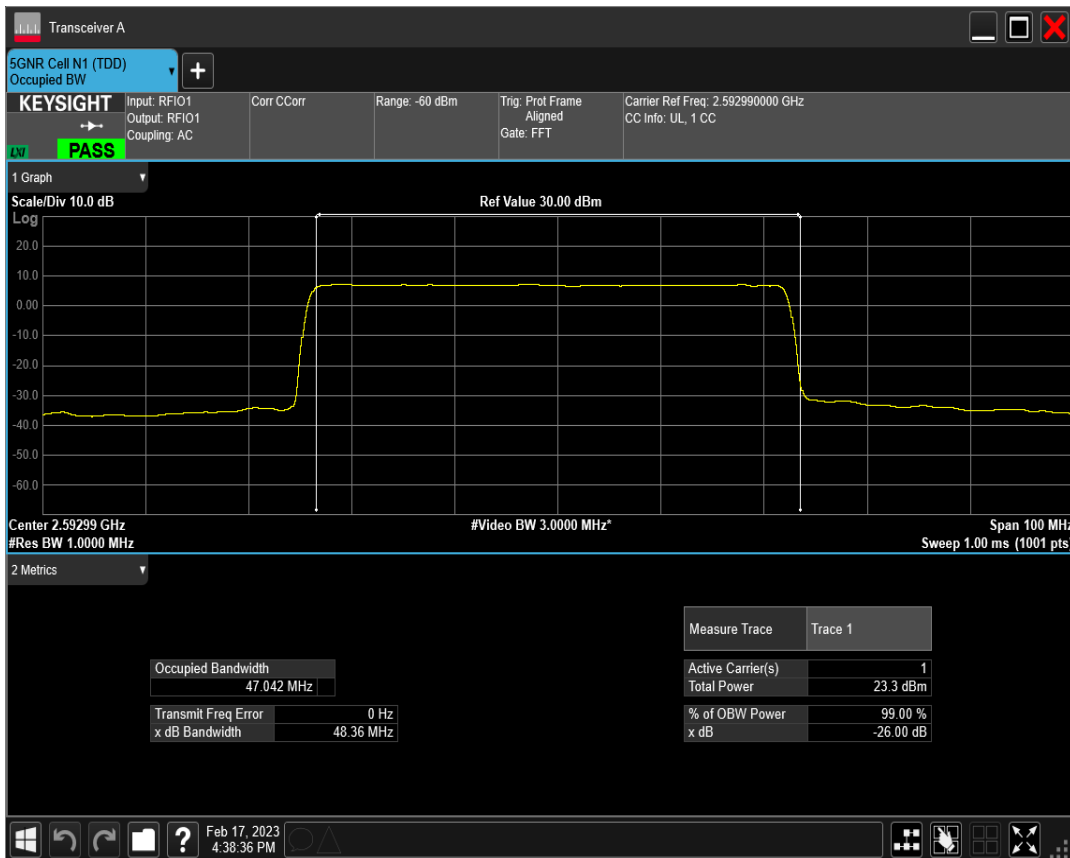 Transceiver A
5GNR Cell N1 (TDD)
Occupied BW
+
KEYSIGHT
LXI
PASS
Input: RFIO1
Output: RFIO1
Coupling: AC
Corr CCorr
Range: -60 dBm
Trig: Prot Frame
Aligned
Gate: FFT
Carrier Ref Freq: 2.592990000 GHz
CC Info: UL, 1 CC
1 Graph
Scale/Div 10.0 dB
Ref Value 30.00 dBm
Log
20.0
10.0
0.00
-10.0
-20.0
-30.0
-40.0
-50.0
-60.0
Center 2.59299 GHz
#Video BW 3.0000 MHz*
Span 100 MHz
#Res BW 1.0000 MHz
Sweep 1.00 ms (1001 pts)
2 Metrics
Measure Trace Trace 1
Occupied Bandwidth
47.042 MHz
Active Carrier(s) 1
Total Power 23.3 dBm
Transmit Freq Error 0 Hz
x dB Bandwidth 48.36 MHz
% of OBW Power 99.00 %
x dB -26.00 dB
?
Feb 17, 2023
4:38:36 PM